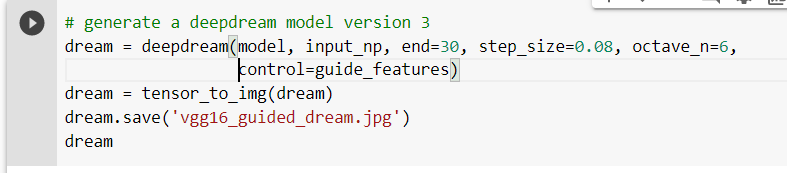 # generate a deepdream model version 3
dream = deepdream(model, input_np, end=30, step_size=0.08, octave_n=6,
                  control=guide_features)
dream = tensor_to_img(dream)
dream.save('vgg16_guided_dream.jpg')
dream